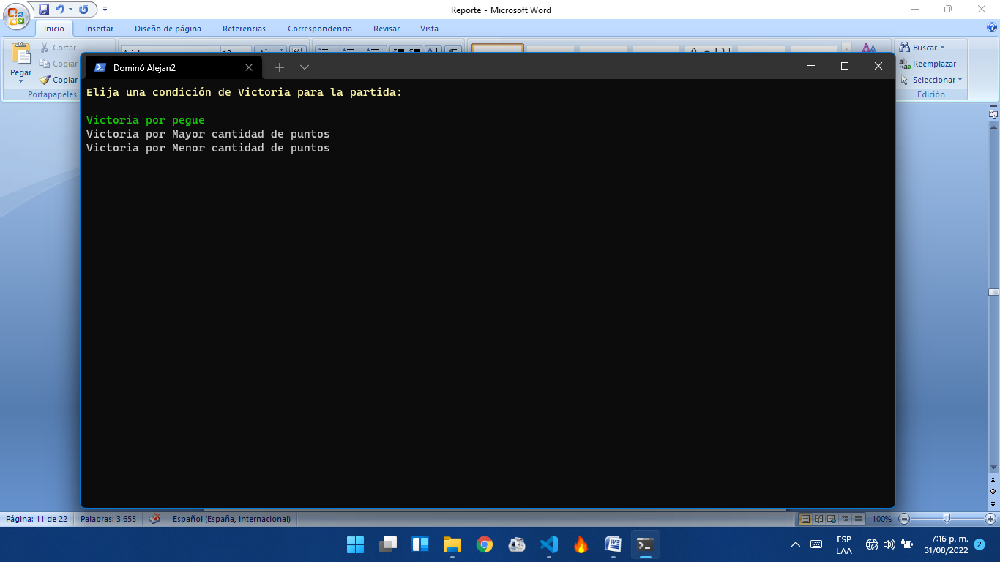 Reporte - Microsoft Word
Inicio Insertar Diseño de página Referencias Correspondencia Revisar Vista
Pegar
Cortar
Copiar
Copiar
Portapapeles
Buscar
Reemplazar
Seleccionar
Edición
Dominó Alejan2
Elija una condición de Victoria para la partida:
Victoria por pegue
Victoria por Mayor cantidad de puntos
Victoria por Menor cantidad de puntos
Página: 11 de 22 Palabras: 3.655 Español (España, internacional) 100%
ESP
LAA
7:16 p. m.
31/08/2022
2